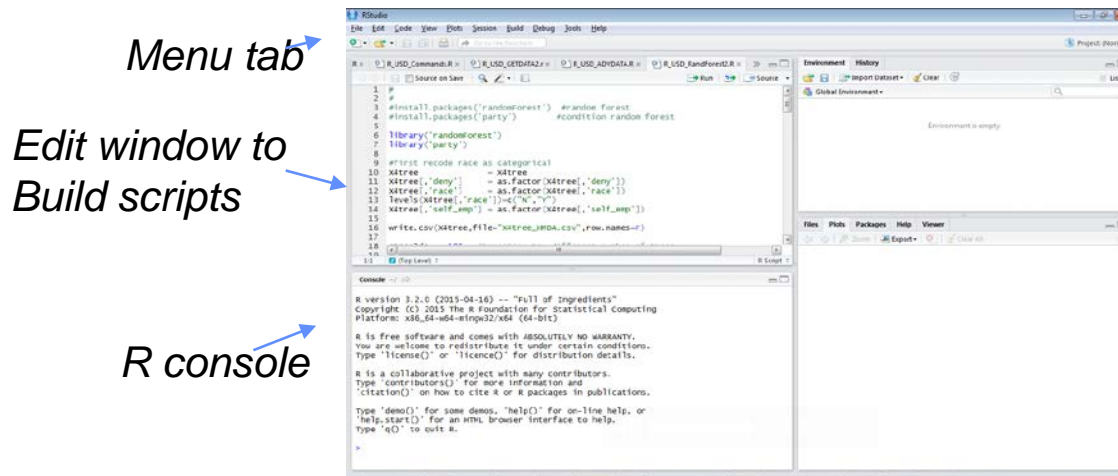 Menu tab
Edit window to
Build scripts
R console
RStudio
File Edit Code View Plots Session Build Debug Tools Help
Go to file/function
Project: (Non
R_USD_Commands.R × R_USD_GETDATA2.r × R_USD_ADYDATA.R × R_USD_RandForest2.R ×
Source on Save Run Source
1 #
2 #
3 #install.packages('randomForest') #random forest
4 #install.packages('party') #condition random forest
5
6 library('randomForest')
7 library('party')
8
9 #First recode race as categorical
10 X4tree = X4tree
11 X4tree[,'deny'] = as.factor(X4tree[,'deny'])
12 X4tree[,'race'] = as.factor(X4tree[,'race'])
13 levels(X4tree[,'race'])=c("N","Y")
14 X4tree[,'self_emp'] = as.factor(X4tree[,'self_emp'])
15
16 write.csv(X4tree,file="X4tree_HMDA.csv",row.names=F)
17
18
19
1:1 (Top Level) R Script
Console ~/
R version 3.2.0 (2015-04-16) -- "Full of Ingredients"
Copyright (C) 2015 The R Foundation for Statistical Computing
Platform: x86_64-w64-mingw32/x64 (64-bit)
R is free software and comes with ABSOLUTELY NO WARRANTY.
You are welcome to redistribute it under certain conditions.
Type 'license()' or 'licence()' for distribution details.
R is a collaborative project with many contributors.
Type 'contributors()' for more information and
'citation()' on how to cite R or R packages in publications.
Type 'demo()' for some demos, 'help()' for on-line help, or
'help.start()' for an HTML browser interface to help.
Type 'q()' to quit R.
>
Environment History
Import Dataset Clear Lis
Global Environment
Environment is empty
Files Plots Packages Help Viewer
Zoom Export Clear All